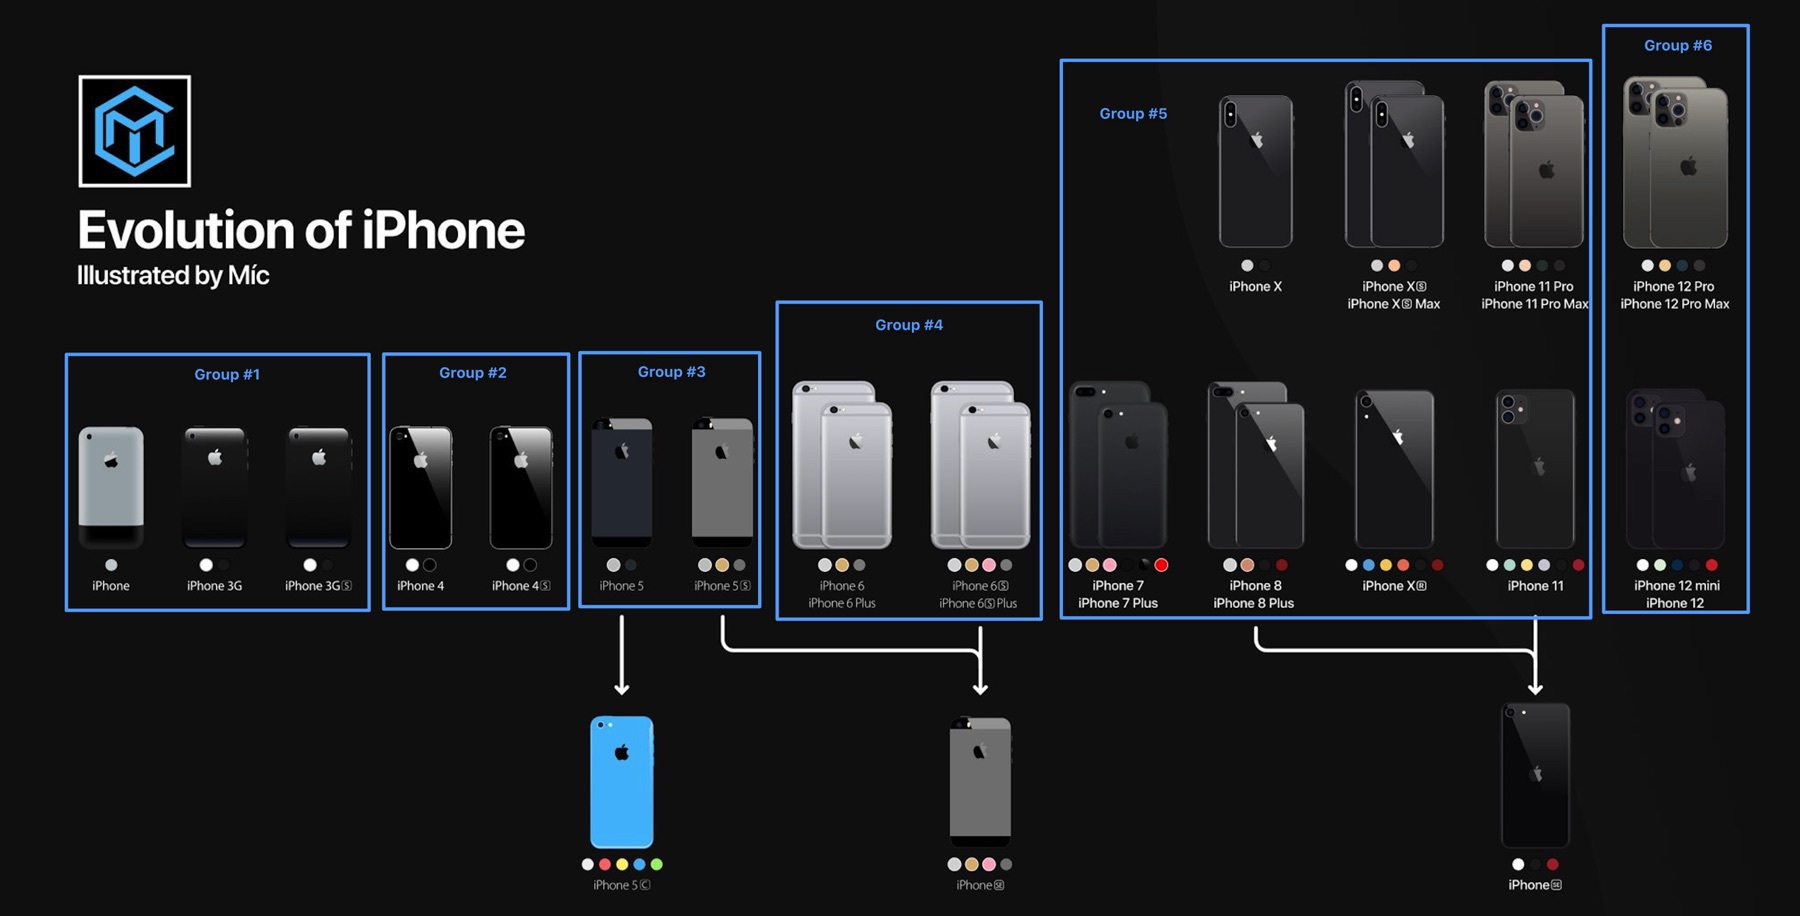 Evolution of iPhone
Illustrated by Míc
Group #1
iPhone
iPhone 3G
iPhone 3GS
Group #2
iPhone 4
iPhone 4S
Group #3
iPhone 5
iPhone 5S
Group #4
iPhone 6
iPhone 6 Plus
iPhone 6S
iPhone 6S Plus
Group #5
iPhone X
iPhone XS
iPhone XS Max
iPhone 11 Pro
iPhone 11 Pro Max
iPhone 7
iPhone 7 Plus
iPhone 8
iPhone 8 Plus
iPhone XR
iPhone 11
Group #6
iPhone 12 Pro
iPhone 12 Pro Max
iPhone 12 mini
iPhone 12
iPhone 5C
iPhone SE
iPhone SE